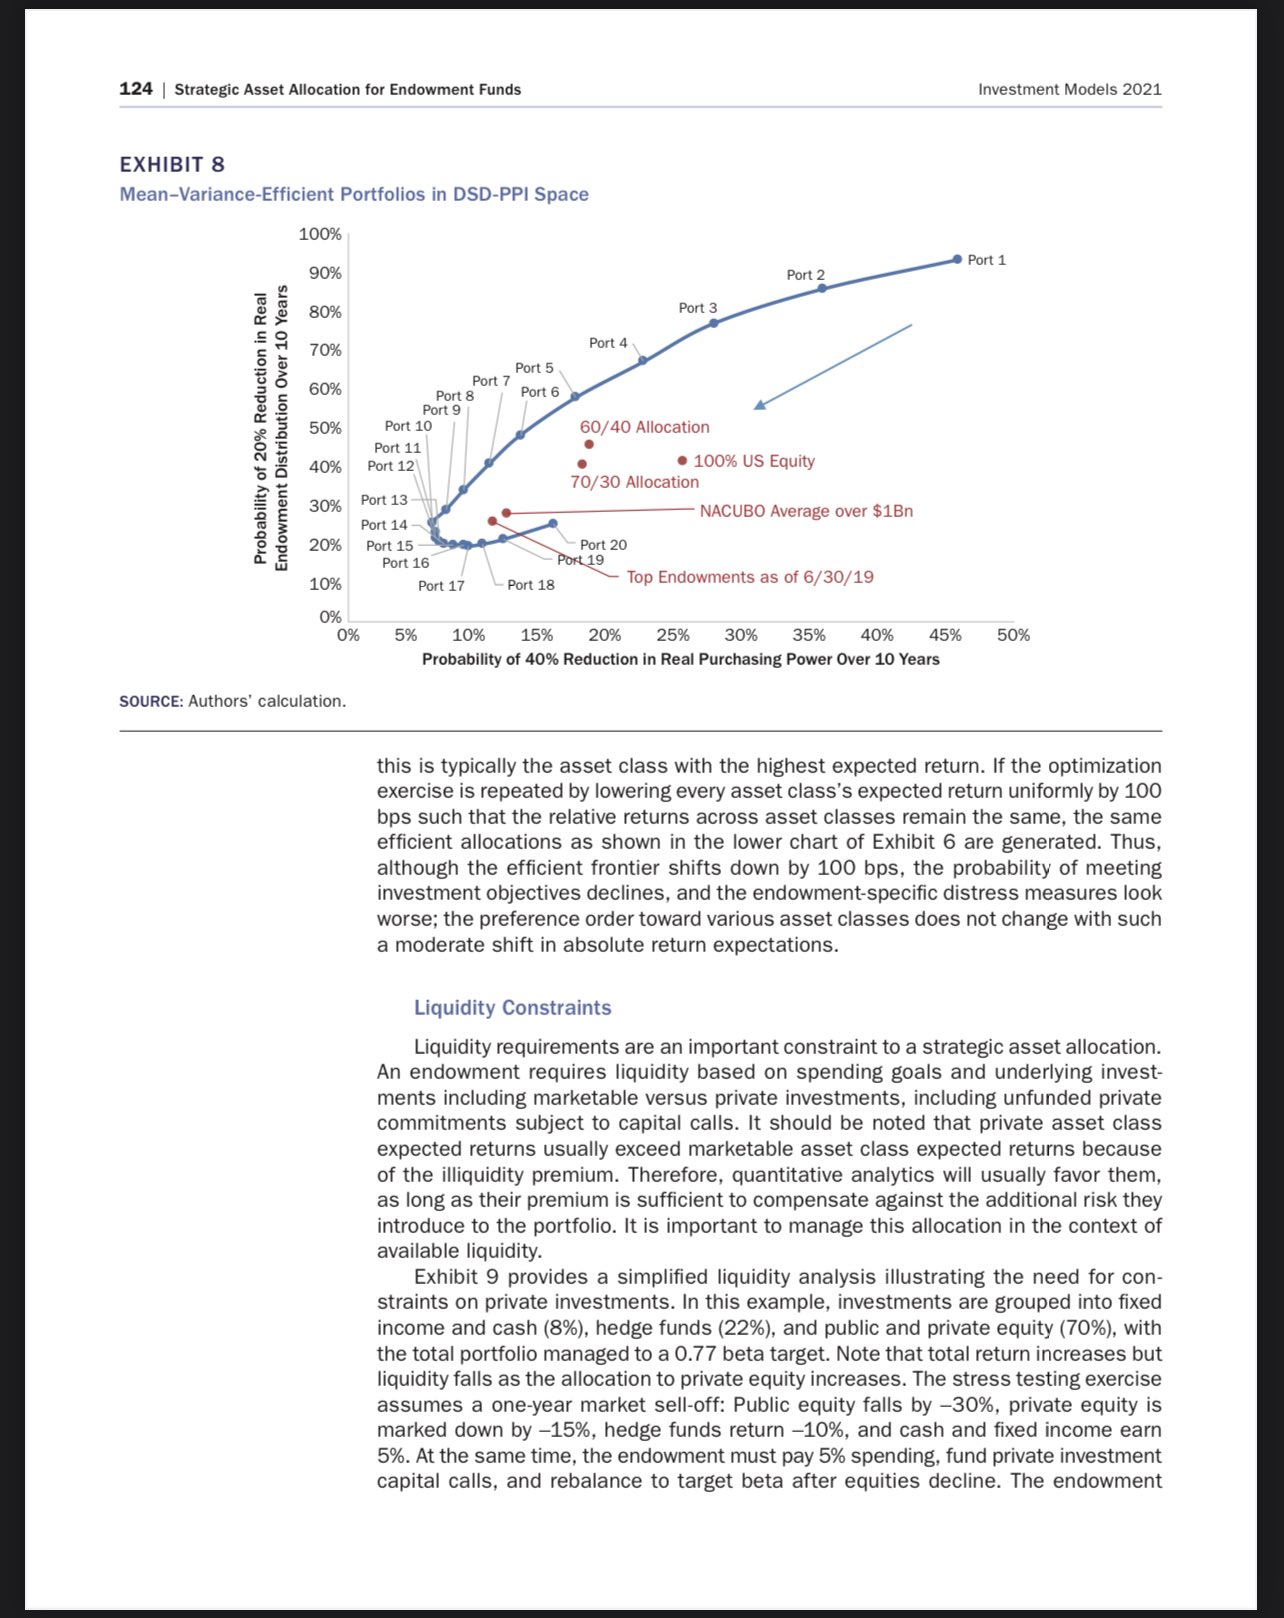 124 | Strategic Asset Allocation for Endowment Funds
Investment Models 2021
EXHIBIT 8
Mean–Variance-Efficient Portfolios in DSD-PPI Space
Probability of 20% Reduction in Real
Endowment Distribution Over 10 Years
100%
90%
80%
70%
60%
50%
40%
30%
20%
10%
0%
Port 1
Port 2
Port 3
Port 4
Port 5
Port 6
Port 7
Port 8
Port 9
Port 10
Port 11
Port 12
Port 13
Port 14
Port 15
Port 16
Port 17
Port 18
Port 19
Port 20
60/40 Allocation
100% US Equity
70/30 Allocation
NACUBO Average over $1Bn
Top Endowments as of 6/30/19
0% 5% 10% 15% 20% 25% 30% 35% 40% 45% 50%
Probability of 40% Reduction in Real Purchasing Power Over 10 Years
SOURCE: Authors’ calculation.
this is typically the asset class with the highest expected return. If the optimization
exercise is repeated by lowering every asset class’s expected return uniformly by 100
bps such that the relative returns across asset classes remain the same, the same
efficient allocations as shown in the lower chart of Exhibit 6 are generated. Thus,
although the efficient frontier shifts down by 100 bps, the probability of meeting
investment objectives declines, and the endowment-specific distress measures look
worse; the preference order toward various asset classes does not change with such
a moderate shift in absolute return expectations.
Liquidity Constraints
Liquidity requirements are an important constraint to a strategic asset allocation.
An endowment requires liquidity based on spending goals and underlying invest-
ments including marketable versus private investments, including unfunded private
commitments subject to capital calls. It should be noted that private asset class
expected returns usually exceed marketable asset class expected returns because
of the illiquidity premium. Therefore, quantitative analytics will usually favor them,
as long as their premium is sufficient to compensate against the additional risk they
introduce to the portfolio. It is important to manage this allocation in the context of
available liquidity.
Exhibit 9 provides a simplified liquidity analysis illustrating the need for con-
straints on private investments. In this example, investments are grouped into fixed
income and cash (8%), hedge funds (22%), and public and private equity (70%), with
the total portfolio managed to a 0.77 beta target. Note that total return increases but
liquidity falls as the allocation to private equity increases. The stress testing exercise
assumes a one-year market sell-off: Public equity falls by –30%, private equity is
marked down by –15%, hedge funds return –10%, and cash and fixed income earn
5%. At the same time, the endowment must pay 5% spending, fund private investment
capital calls, and rebalance to target beta after equities decline. The endowment